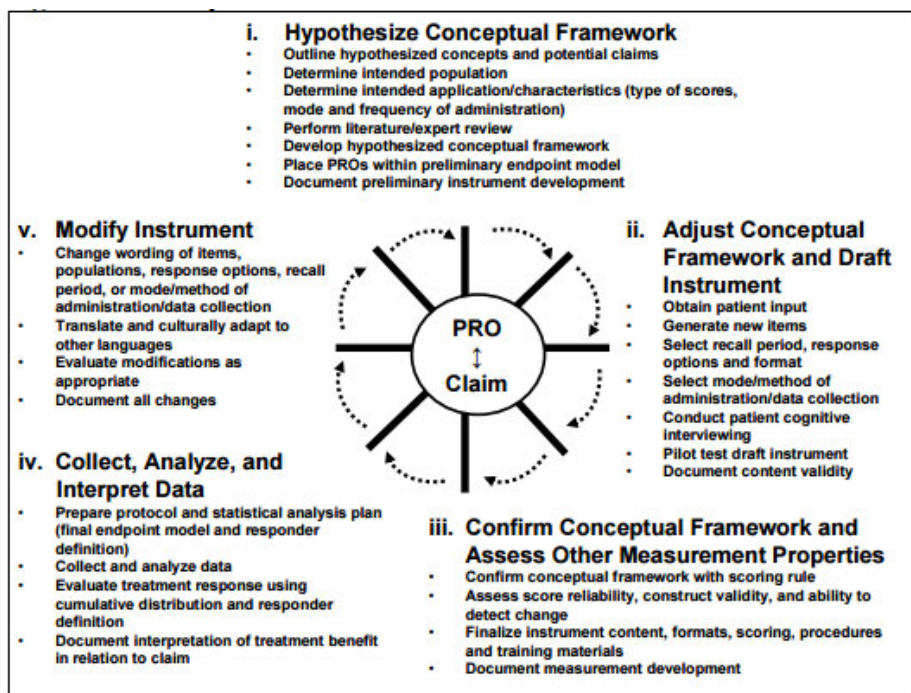 i. Hypothesize Conceptual Framework
• Outline hypothesized concepts and potential claims
• Determine intended population
• Determine intended application/characteristics (type of scores,
mode and frequency of administration)
• Perform literature/expert review
• Develop hypothesized conceptual framework
• Place PROs within preliminary endpoint model
• Document preliminary instrument development
ii. Adjust Conceptual
Framework and Draft
Instrument
• Obtain patient input
• Generate new items
• Select recall period, response
options and format
• Select mode/method of
administration/data collection
• Conduct patient cognitive
interviewing
• Pilot test draft instrument
• Document content validity
iii. Confirm Conceptual Framework and
Assess Other Measurement Properties
• Confirm conceptual framework with scoring rule
• Assess score reliability, construct validity, and ability to
detect change
• Finalize instrument content, formats, scoring, procedures
and training materials
• Document measurement development
iv. Collect, Analyze, and
Interpret Data
• Prepare protocol and statistical analysis plan
(final endpoint model and responder
definition)
• Collect and analyze data
• Evaluate treatment response using
cumulative distribution and responder
definition
• Document interpretation of treatment benefit
in relation to claim
v. Modify Instrument
• Change wording of items,
populations, response options, recall
period, or mode/method of
administration/data collection
• Translate and culturally adapt to
other languages
• Evaluate modifications as
appropriate
• Document all changes
PRO
↕
Claim